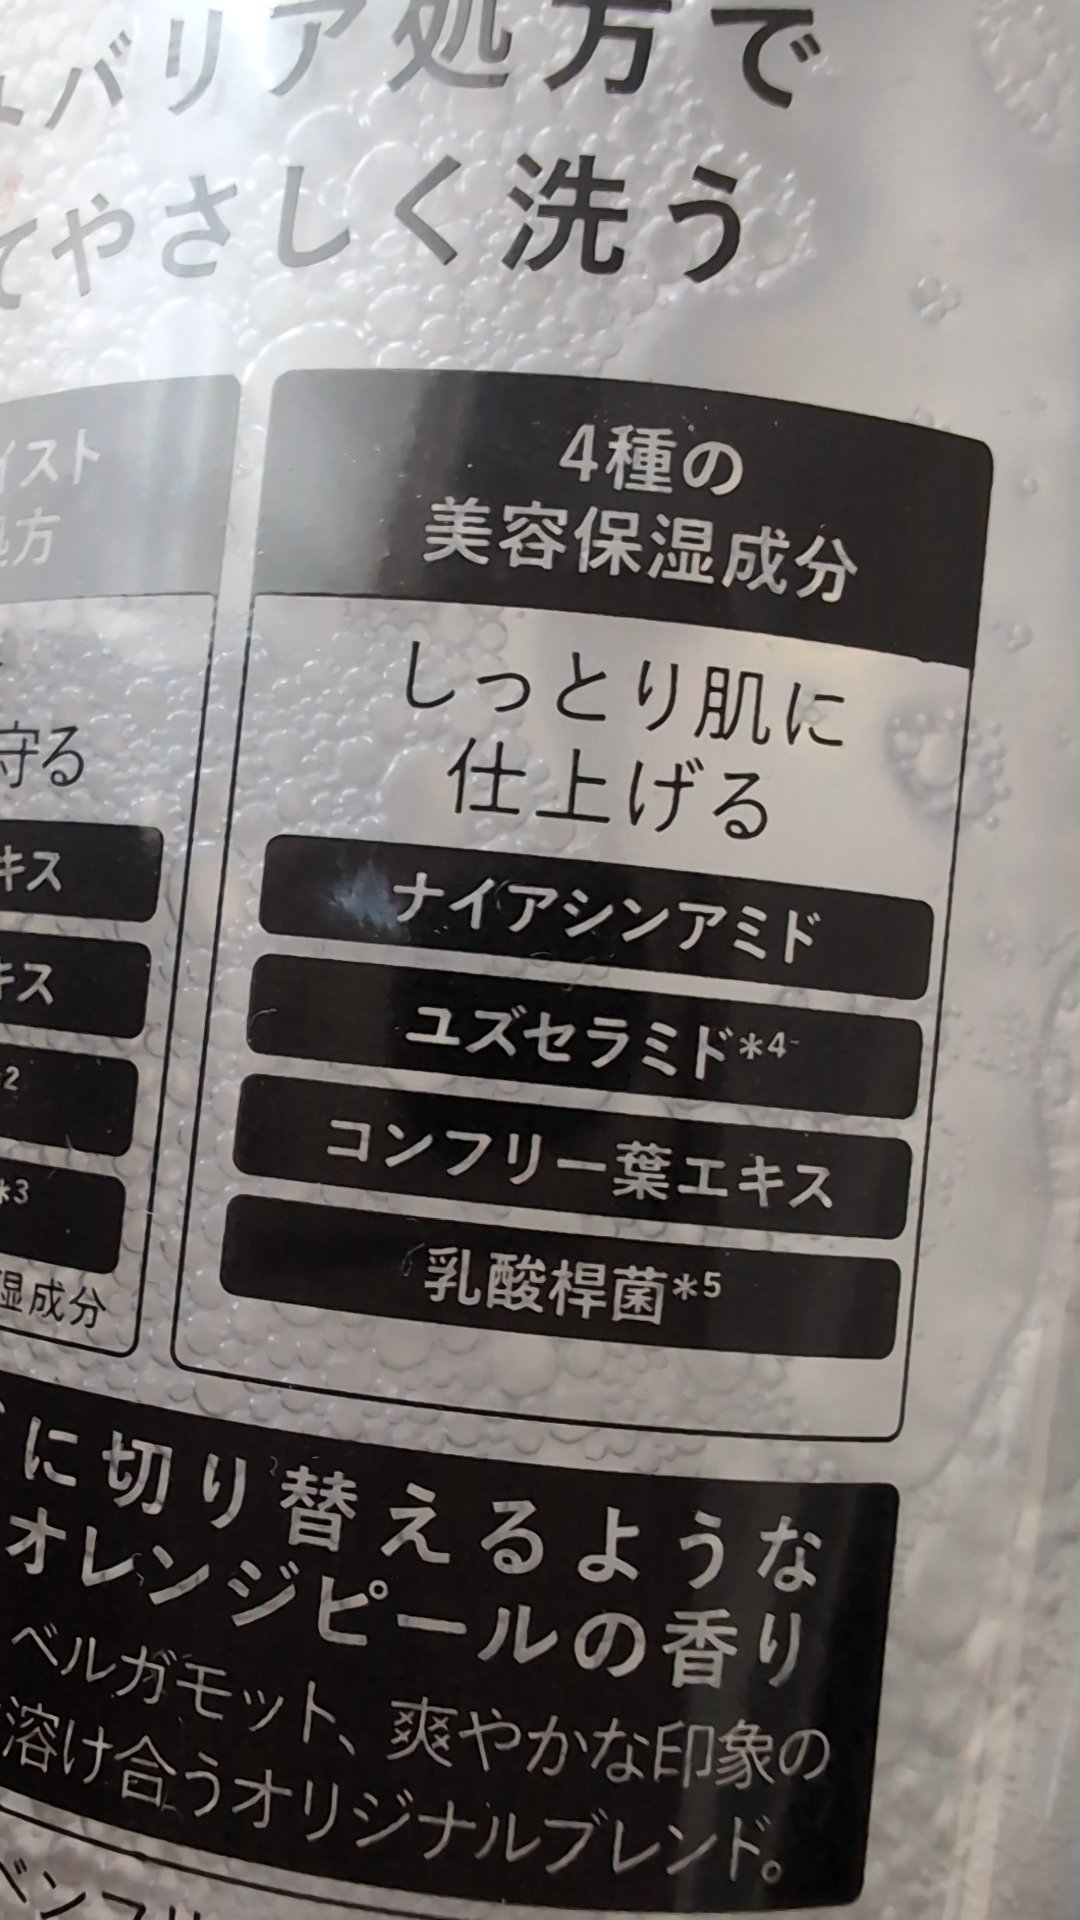 バリア処方で
てやさしく洗う
イスト
処方
守る
キス
キス
*2
*3
湿成分
4種の
美容保湿成分
しっとり肌に
仕上げる
ナイアシンアミド
ユズセラミド*4
コンフリー葉エキス
乳酸桿菌*5
に切り替えるような
オレンジピールの香り
ベルガモット、爽やかな印象の
溶け合うオリジナルブレンド。